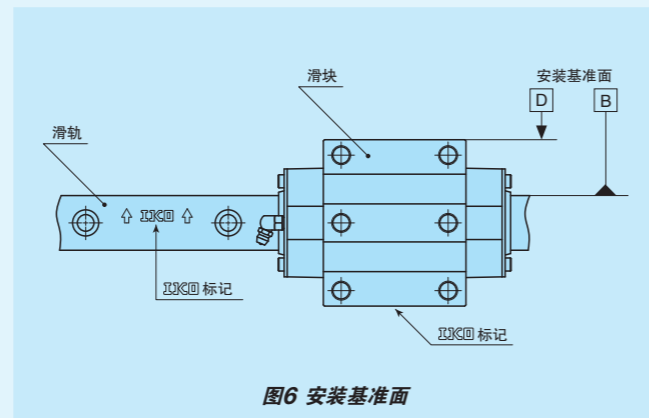 滑块
安装基准面
D
B
滑轨
↑ IKO ↑
IKO 标记
IKO 标记
图6 安装基准面